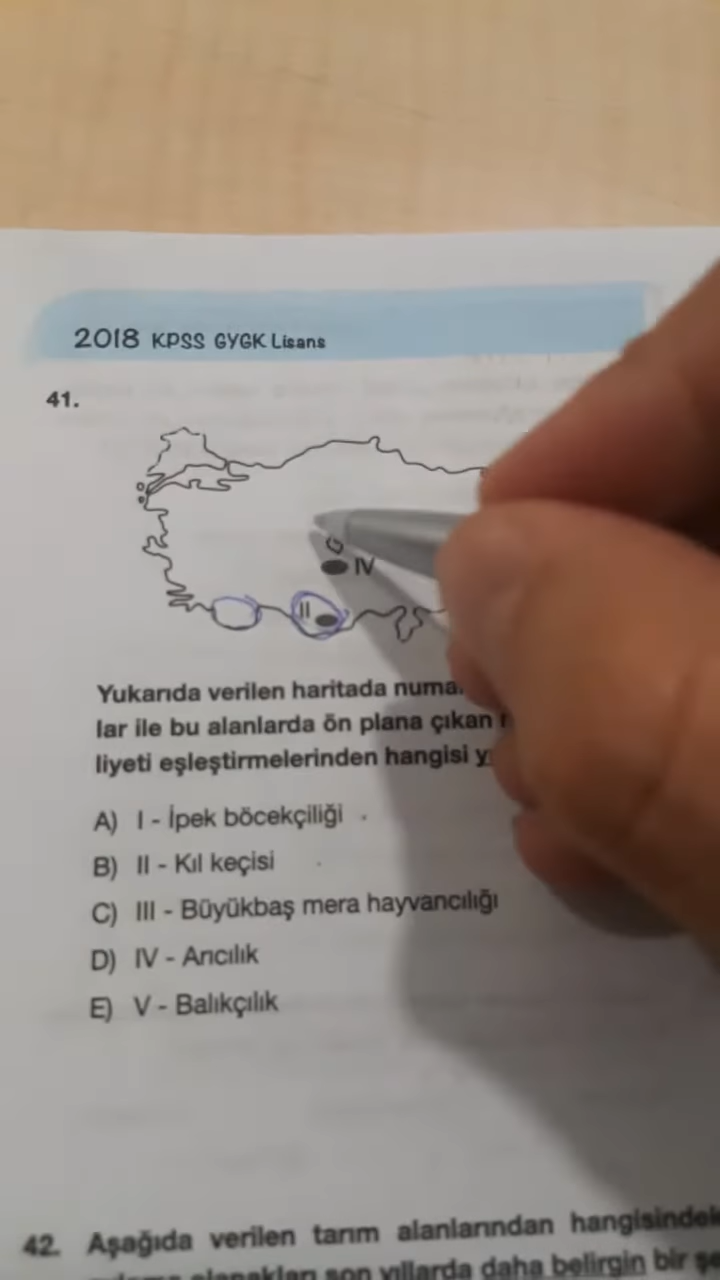 2018 KPSS GYGK Lisans
41.
G
IV
II
Yukarıda verilen haritada
lar ile bu alanlarda ön plana çıkan
liyeti eşleştirmelerinden hangisi
A) I - İpek böcekçiliği
B) II - Kıl keçisi
C) III - Büyükbaş mera hayvancılığı
D) IV - Arıcılık
E) V - Balıkçılık
42. Aşağıda verilen tarım alanlarından
olanakları son yıllarda daha belirgin bir